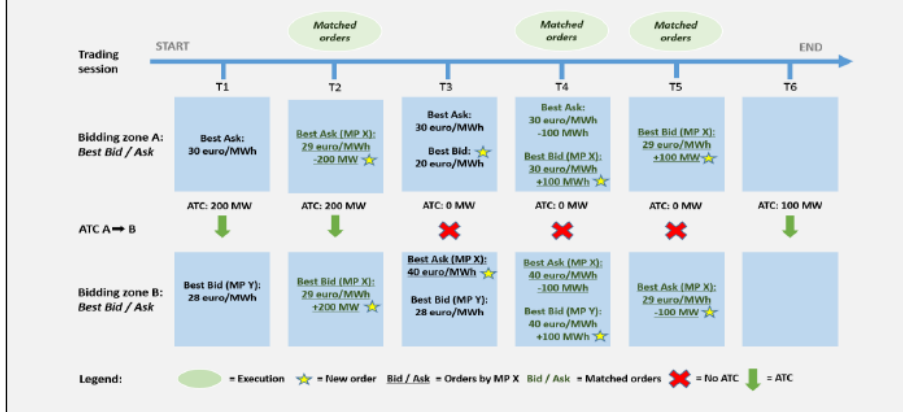 Matched
orders
Matched
orders
Matched
orders
START
END
Trading
session
T1
T2
T3
T4
T5
T6
Bidding zone A:
Best Bid / Ask
Best Ask:
30 euro/MWh
Best Ask (MP X):
29 euro/MWh
-200 MW
Best Ask:
30 euro/MWh
Best Bid:
20 euro/MWh
Best Ask:
30 euro/MWh
-100 MWh
Best Bid (MP X):
30 euro/MWh
+100 MWh
Best Bid (MP X):
29 euro/MWh
+100 MW
ATC A➡B
ATC: 200 MW
ATC: 200 MW
ATC: 0 MW
ATC: 0 MW
ATC: 0 MW
ATC: 100 MW
Bidding zone B:
Best Bid / Ask
Best Bid (MP Y):
28 euro/MWh
Best Bid (MP X):
29 euro/MWh
+200 MW
Best Ask (MP X):
40 euro/MWh
Best Bid (MP Y):
28 euro/MWh
Best Ask (MP X):
40 euro/MWh
-100 MWh
Best Bid (MP Y):
40 euro/MWh
+100 MWh
Best Ask (MP X):
29 euro/MWh
-100 MW
Legend: = Execution = New order Bid / Ask = Orders by MP X Bid / Ask = Matched orders = No ATC = ATC